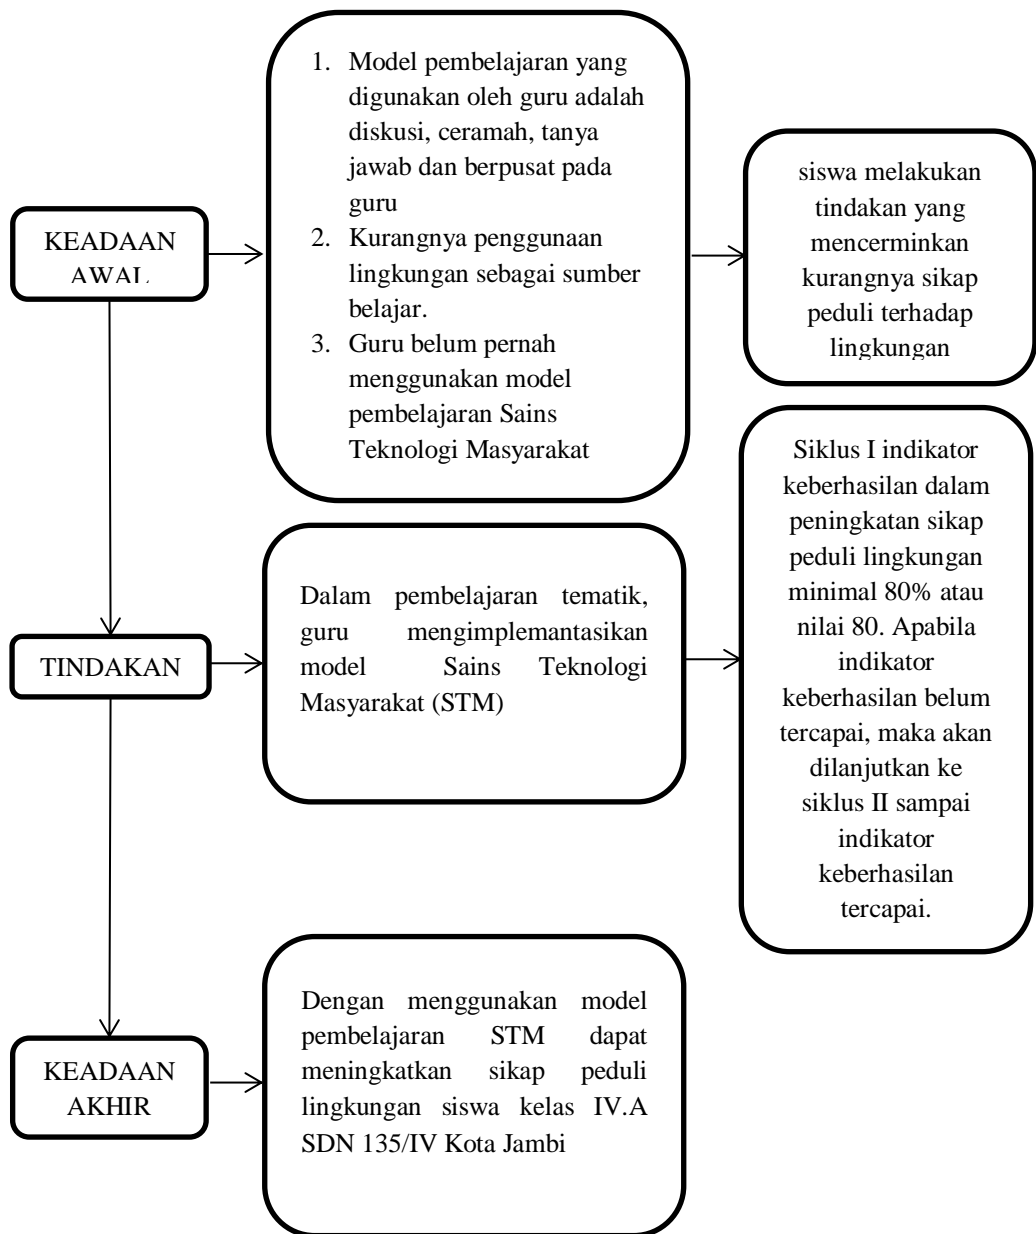 KEADAAN
AWAL
1. Model pembelajaran yang
digunakan oleh guru adalah
diskusi, ceramah, tanya
jawab dan berpusat pada
guru
2. Kurangnya penggunaan
lingkungan sebagai sumber
belajar.
3. Guru belum pernah
menggunakan model
pembelajaran Sains
Teknologi Masyarakat
siswa melakukan
tindakan yang
mencerminkan
kurangnya sikap
peduli terhadap
lingkungan
TINDAKAN
Dalam pembelajaran tematik,
guru mengimplemantasikan
model Sains Teknologi
Masyarakat (STM)
Siklus I indikator
keberhasilan dalam
peningkatan sikap
peduli lingkungan
minimal 80% atau
nilai 80. Apabila
indikator
keberhasilan belum
tercapai, maka akan
dilanjutkan ke
siklus II sampai
indikator
keberhasilan
tercapai.
KEADAAN
AKHIR
Dengan menggunakan model
pembelajaran STM dapat
meningkatkan sikap peduli
lingkungan siswa kelas IV.A
SDN 135/IV Kota Jambi